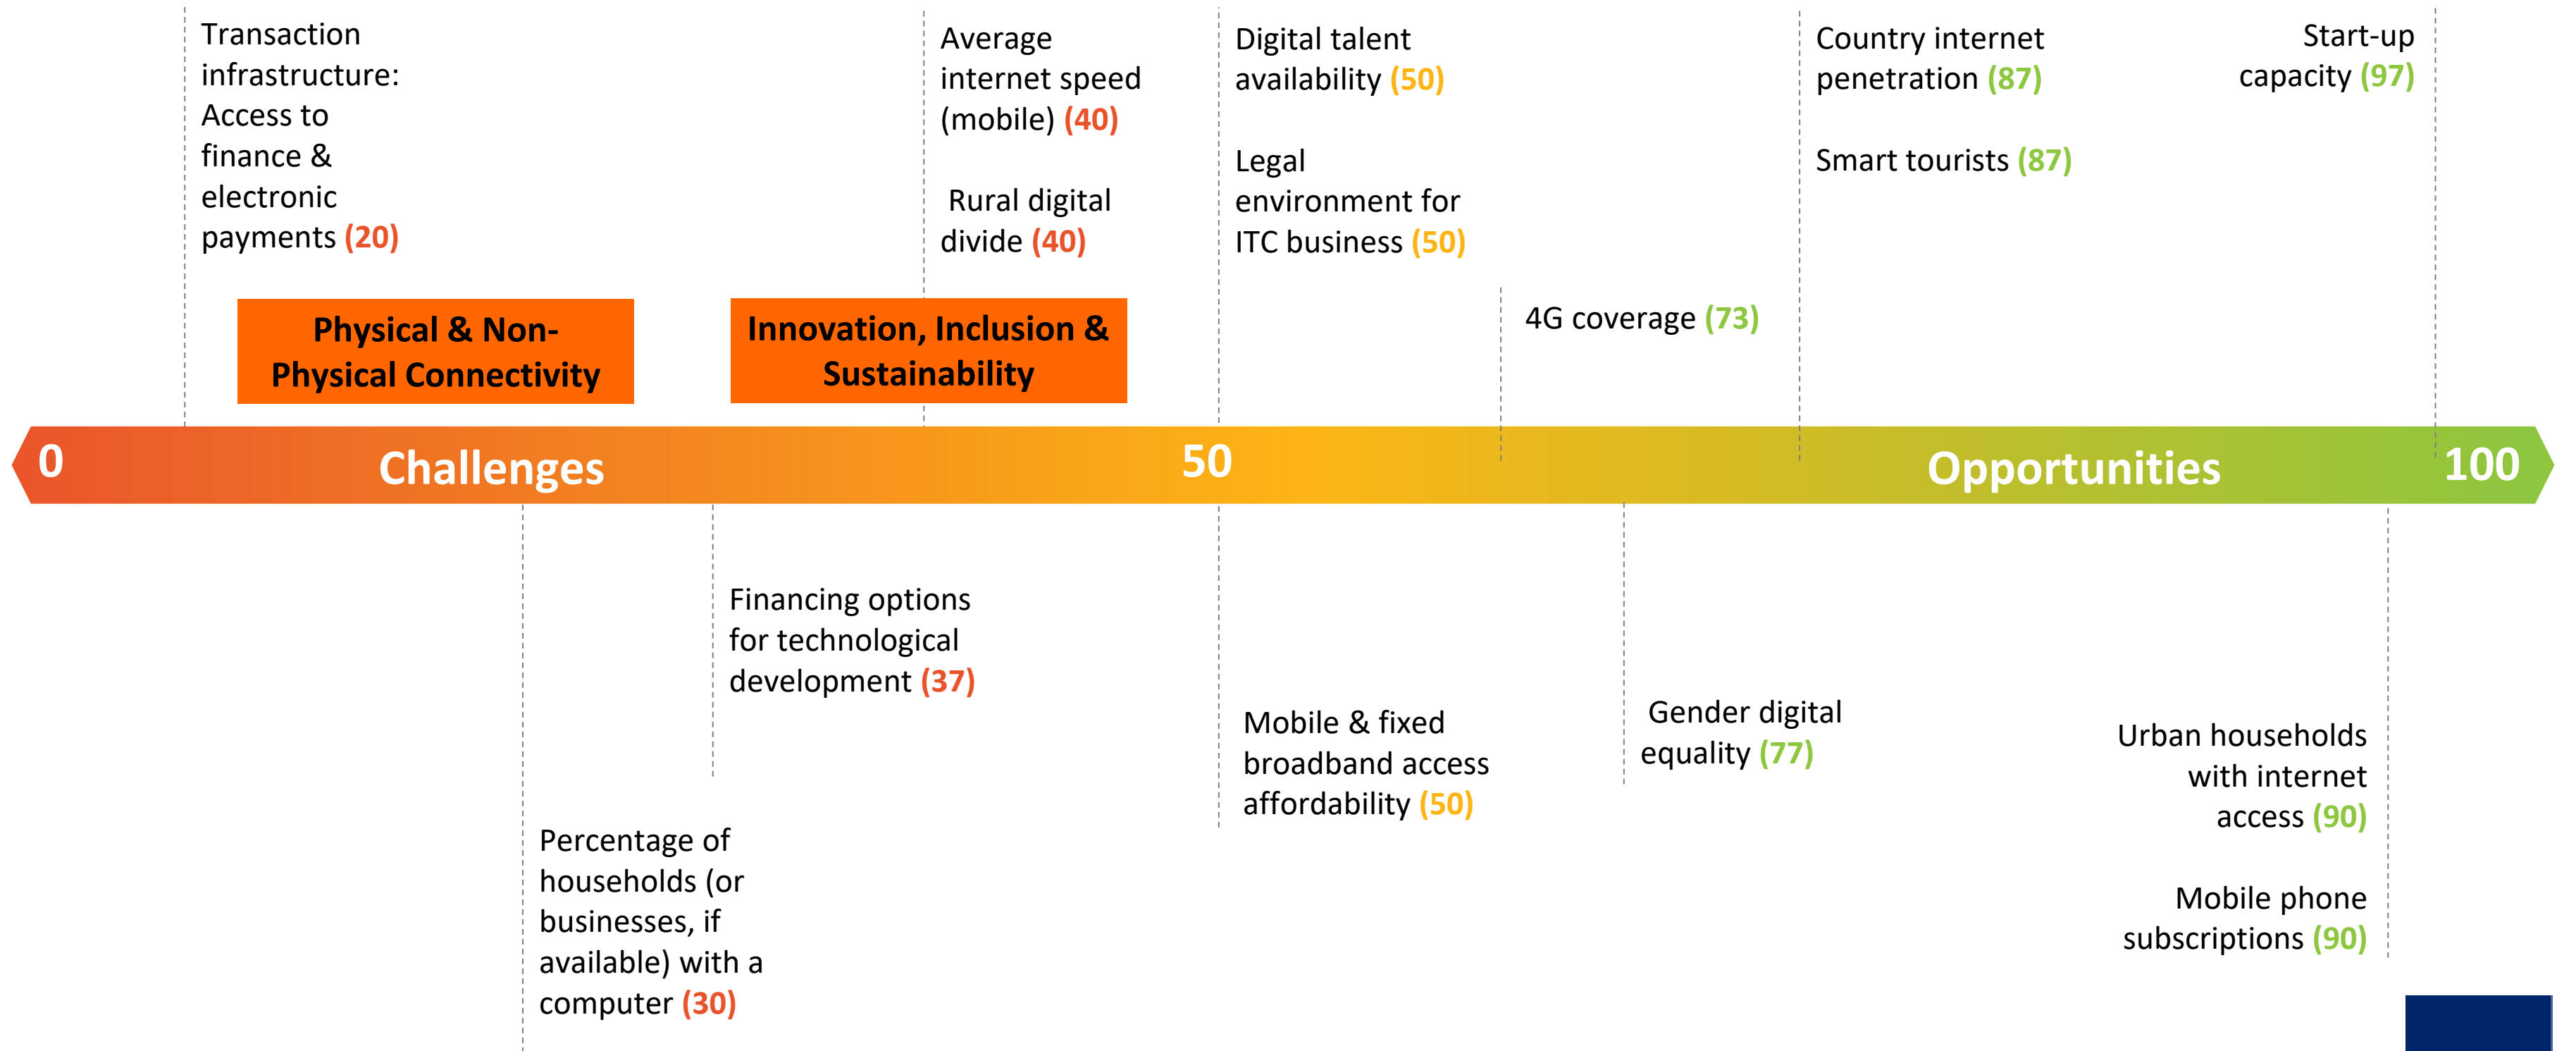 Transaction
infrastructure:
Access to
finance &
electronic
payments (20)
Average
internet speed
(mobile) (40)
Rural digital
divide (40)
Digital talent
availability (50)
Legal
environment for
ITC business (50)
Country internet
penetration (87)
Smart tourists (87)
Start-up
capacity (97)
4G coverage (73)
Physical & Non-
Physical Connectivity
Innovation, Inclusion &
Sustainability
0
Challenges
50
Opportunities
100
Financing options
for technological
development (37)
Percentage of
households (or
businesses, if
available) with a
computer (30)
Mobile & fixed
broadband access
affordability (50)
Gender digital
equality (77)
Urban households
with internet
access (90)
Mobile phone
subscriptions (90)